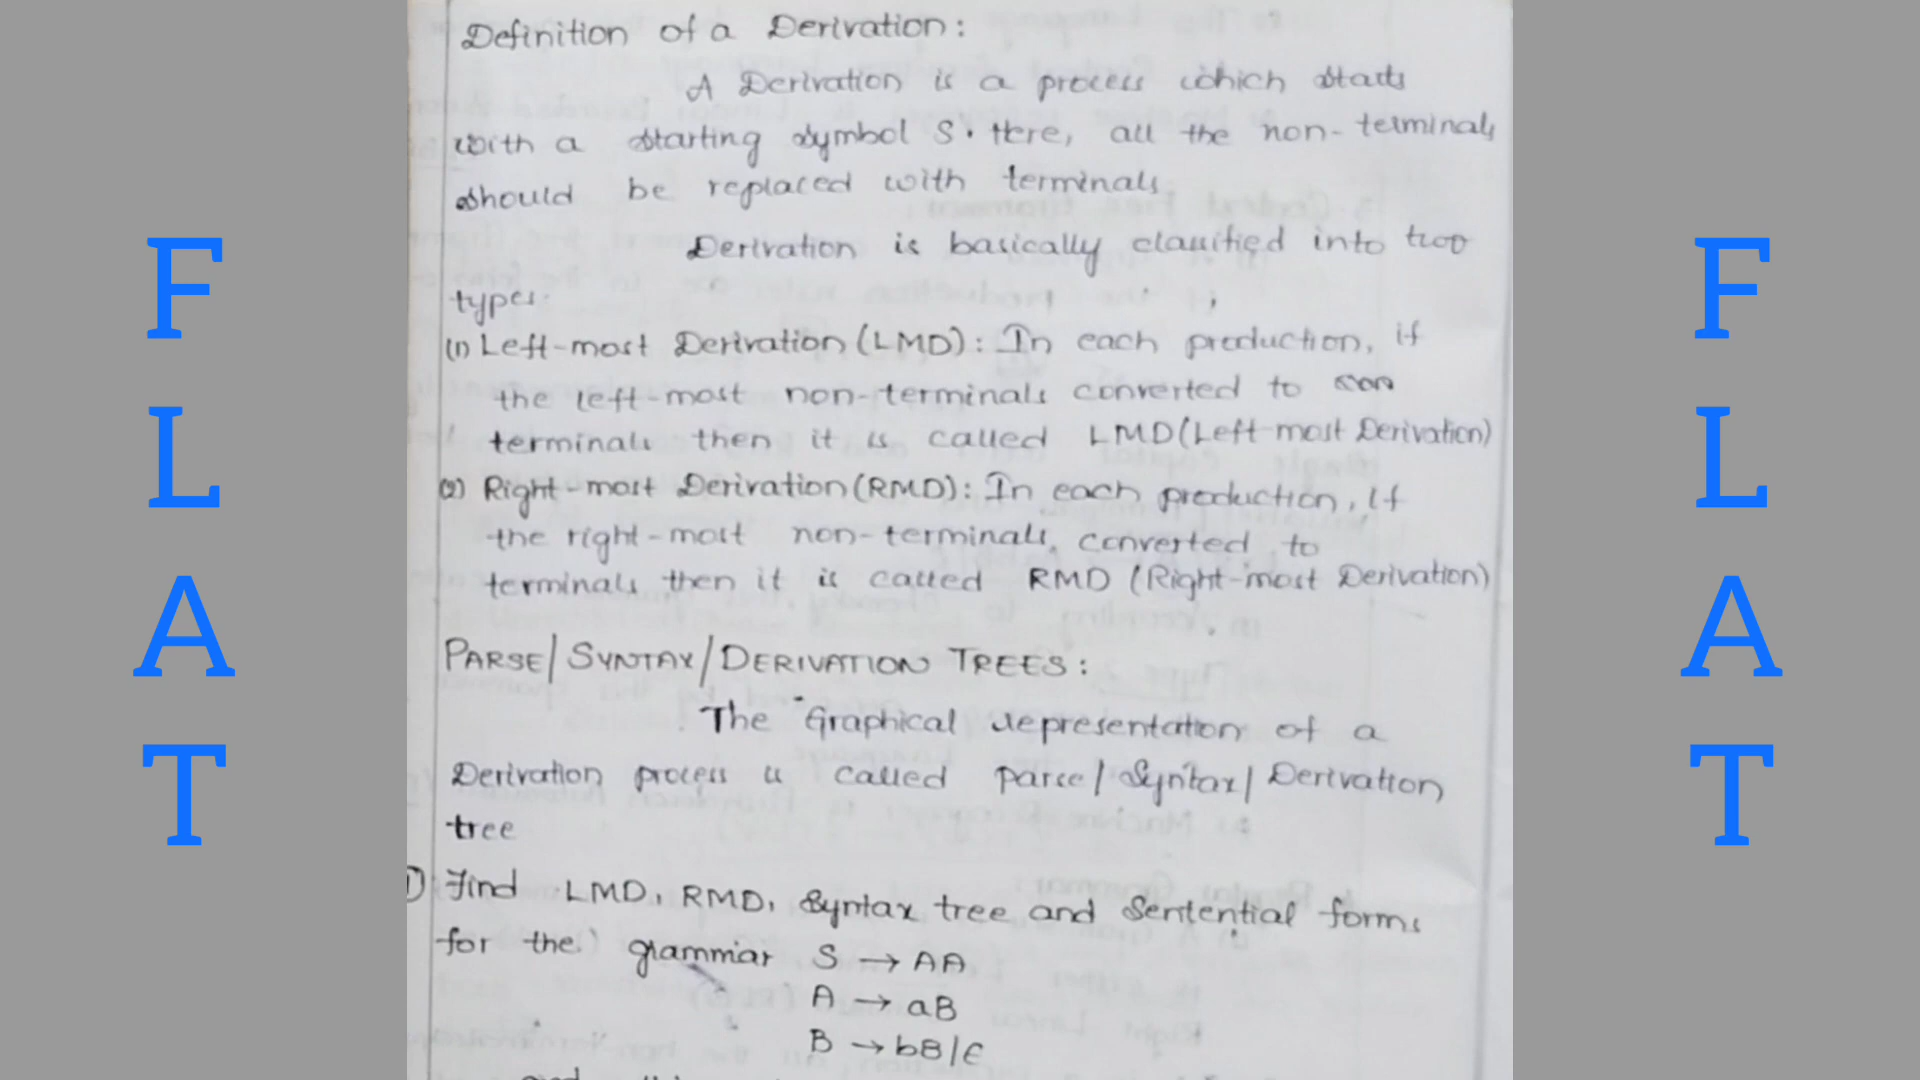 Definition of a Derivation:
A Derivation is a process which starts
with a starting symbol S. Here, all the non-terminals
should be replaced with terminals.
Derivation is basically classified into two
types.
(1) Left-most Derivation (LMD): In each production, if
the left-most non-terminals converted to
terminals then it is called LMD(Left-most Derivation)
(2) Right-most Derivation(RMD): In each production, if
the right-most non-terminals converted to
terminals then it is called RMD (Right-most Derivation)
PARSE/SYNTAX/DERIVATION TREES:
The Graphical representation of a
Derivation process is called parse/Syntax/Derivation
tree
1) Find LMD, RMD, Syntax tree and Sentential forms
for the grammar S → AA
A → aB
B → bB/ε
F
L
A
T
F
L
A
T